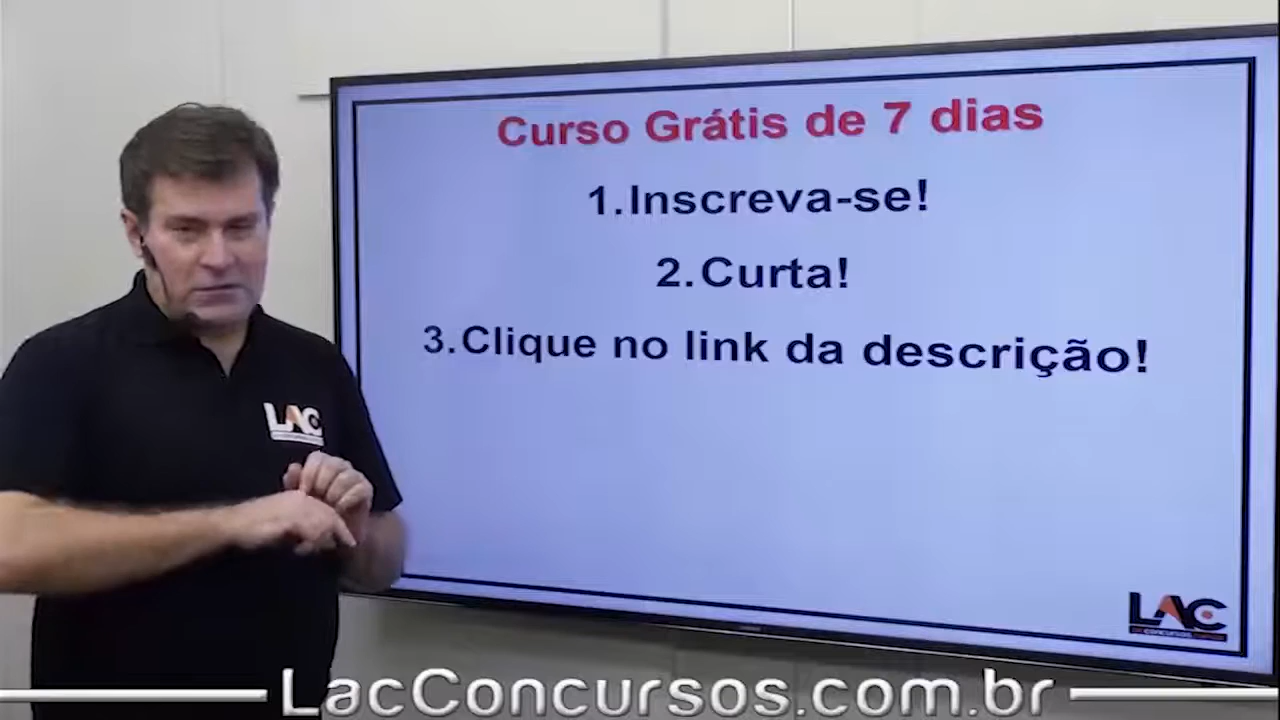 Curso Grátis de 7 dias
1.Inscreva-se!
2.Curta!
3.Clique no link da descrição!
LAC
LAC
LacConcursos.com.br